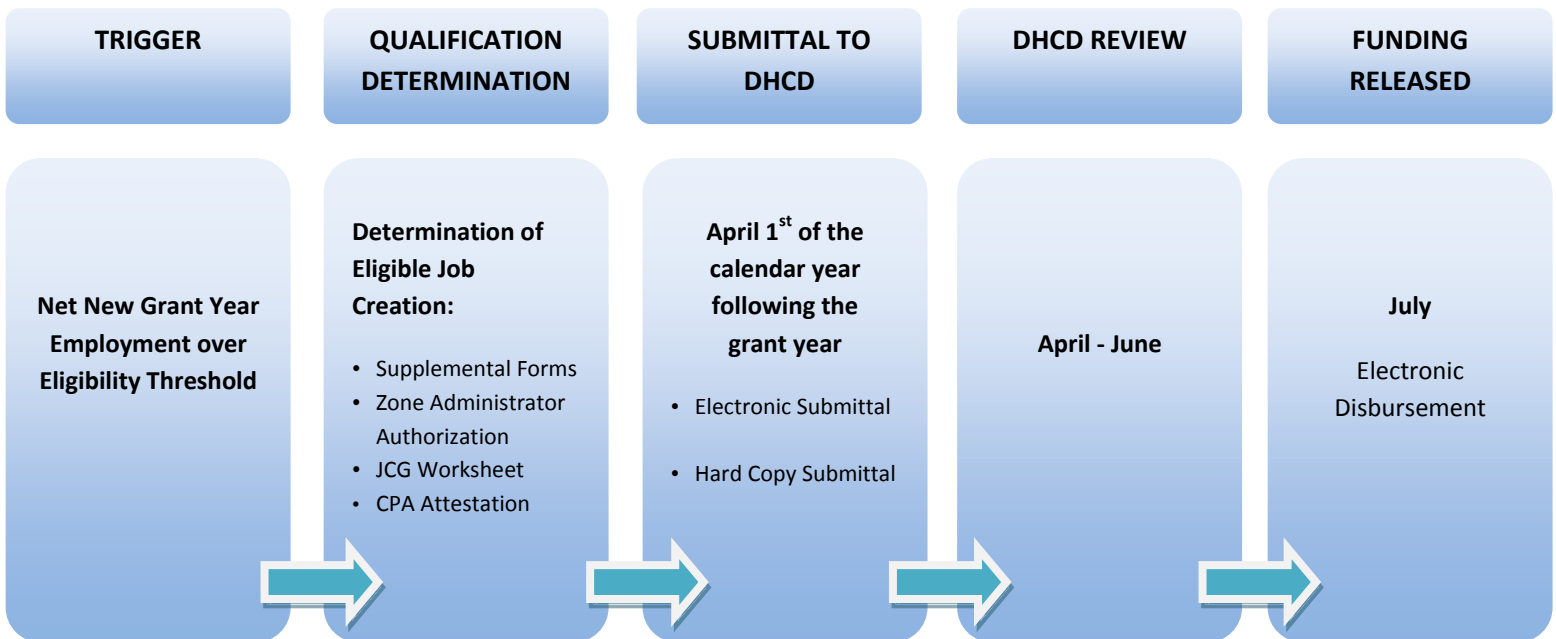 TRIGGER
QUALIFICATION
DETERMINATION
SUBMITTAL TO
DHCD
DHCD REVIEW
FUNDING
RELEASED
Net New Grant Year
Employment over
Eligibility Threshold
Determination of
Eligible Job
Creation:
• Supplemental Forms
• Zone Administrator
Authorization
• JCG Worksheet
• CPA Attestation
April 1st of the
calendar year
following the
grant year
• Electronic Submittal
• Hard Copy Submittal
April - June
July
Electronic
Disbursement